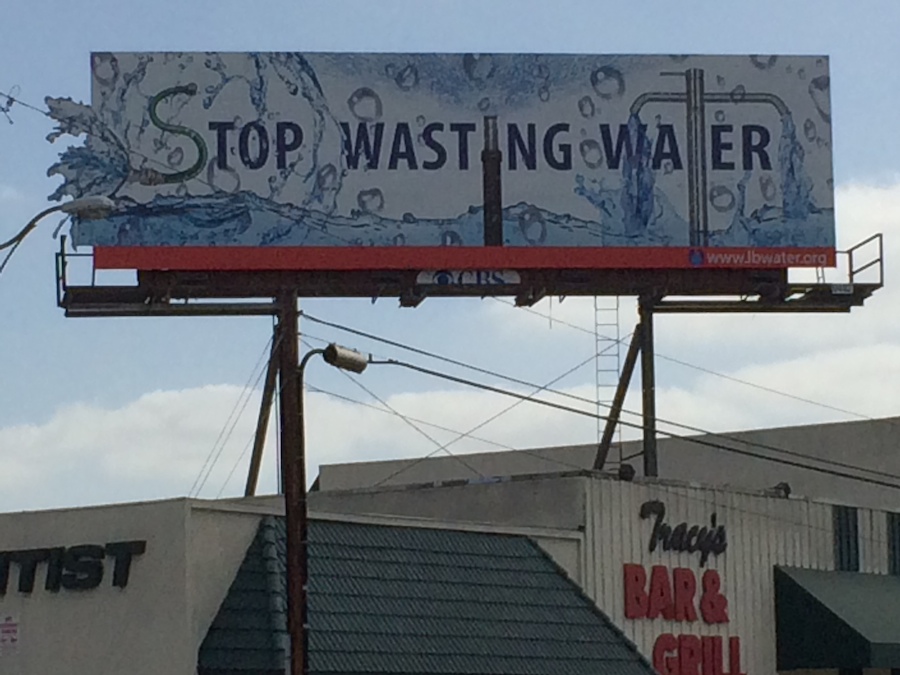 STOP WASTING WATER
www.lbwater.org
CBS
TIST
Tracy's
BAR &
GRILL